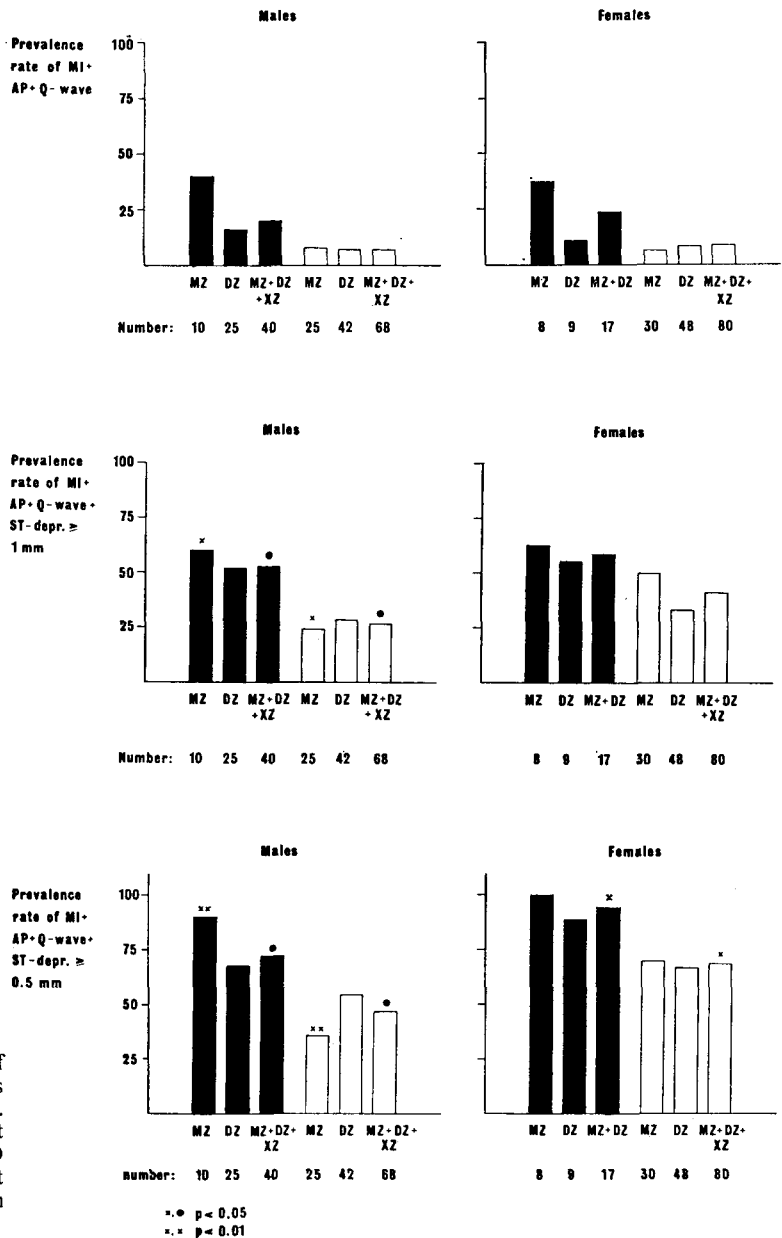 Males
Females
Prevalence
rate of MI+
AP+Q-wave
100
75
50
25
MZ DZ MZ+DZ MZ DZ MZ+DZ+
+XZ XZ
MZ DZ MZ+DZ MZ DZ MZ+DZ+
XZ
Number: 10 25 40 25 42 68
8 9 17 30 48 80
Males
Females
Prevalence
rate of MI+
AP+Q-wave+
ST-depr. ≥
1 mm
100
75
50
25
x • x •
MZ DZ MZ+DZ MZ DZ MZ+DZ
+XZ +XZ
MZ DZ MZ+DZ MZ DZ MZ+DZ
+XZ
Number: 10 25 40 25 42 68
8 9 17 30 48 80
Males
Females
Prevalence
rate of MI+
AP+Q-wave+
ST-depr. ≥
0.5 mm
100
75
50
25
xx • xx •
x x
MZ DZ MZ+DZ+ MZ DZ MZ+DZ+
XZ XZ
MZ DZ MZ+DZ MZ DZ MZ+DZ+
XZ
number: 10 25 40 25 42 68
8 9 17 30 48 80
x,• p< 0.05
x,x p< 0.01